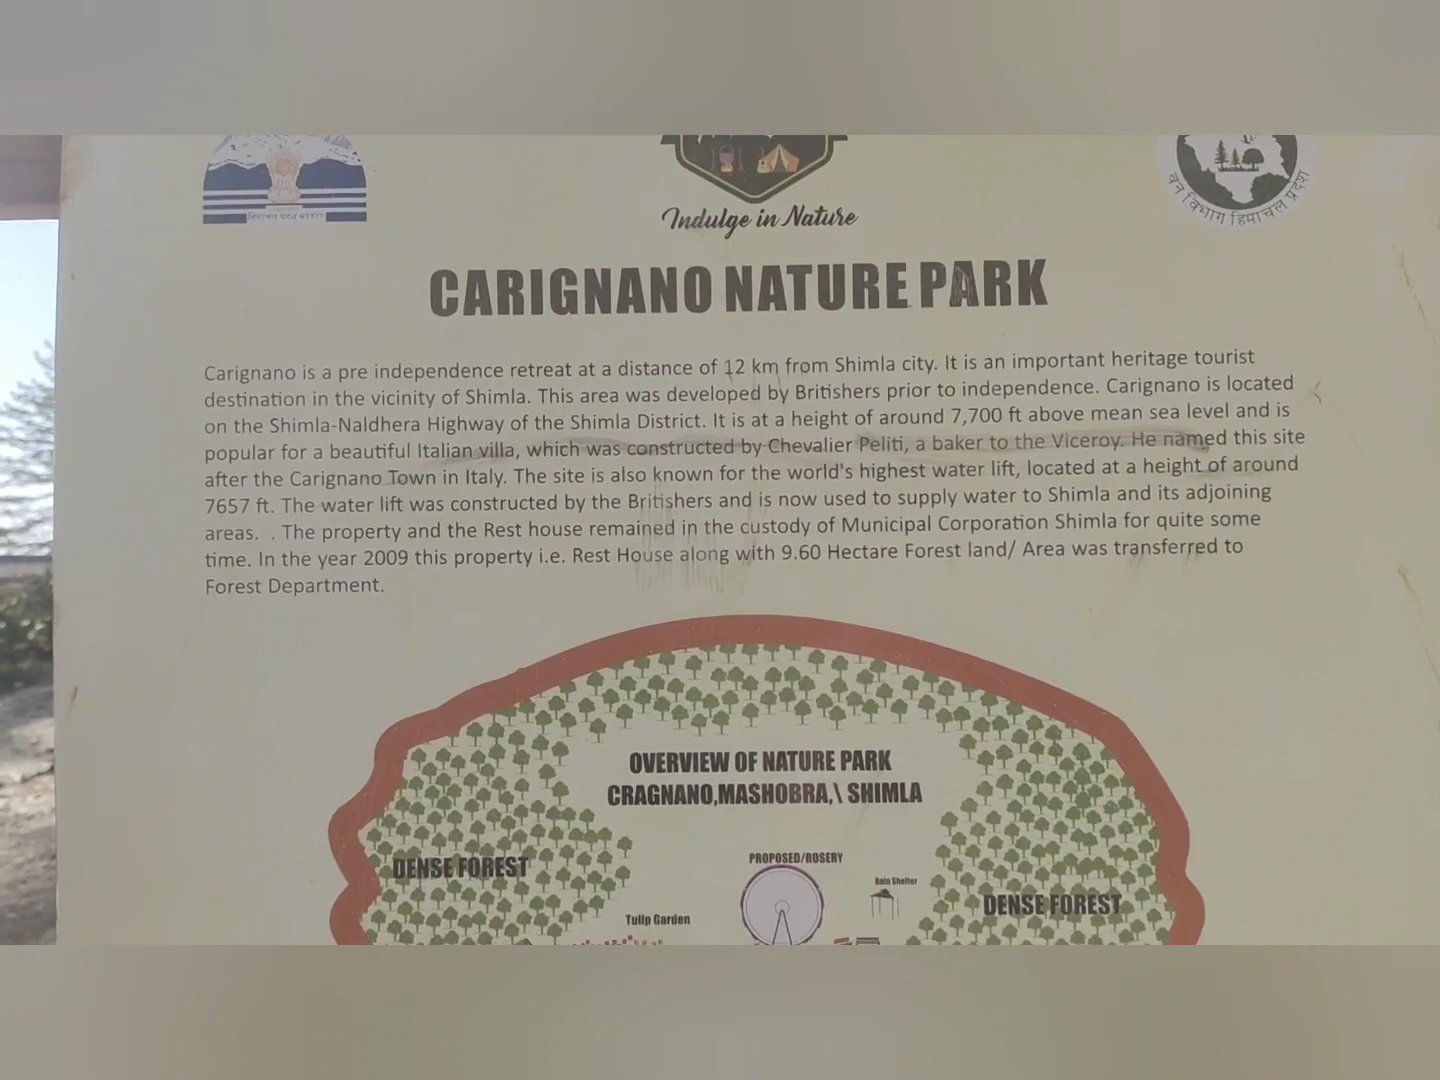 हिमाचल प्रदेश सरकार
Indulge in Nature
वन विभाग हिमाचल प्रदेश
CARIGNANO NATURE PARK
Carignano is a pre independence retreat at a distance of 12 km from Shimla city. It is an important heritage tourist
destination in the vicinity of Shimla. This area was developed by Britishers prior to independence. Carignano is located
on the Shimla-Naldhera Highway of the Shimla District. It is at a height of around 7,700 ft above mean sea level and is
popular for a beautiful Italian villa, which was constructed by Chevalier Peliti, a baker to the Viceroy. He named this site
after the Carignano Town in Italy. The site is also known for the world's highest water lift, located at a height of around
7657 ft. The water lift was constructed by the Britishers and is now used to supply water to Shimla and its adjoining
areas. . The property and the Rest house remained in the custody of Municipal Corporation Shimla for quite some
time. In the year 2009 this property i.e. Rest House along with 9.60 Hectare Forest land/ Area was transferred to
Forest Department.
OVERVIEW OF NATURE PARK
CRAGNANO,MASHOBRA,\ SHIMLA
PROPOSED/ROSERY
DENSE FOREST
Rain Shelter
DENSE FOREST
Tulip Garden